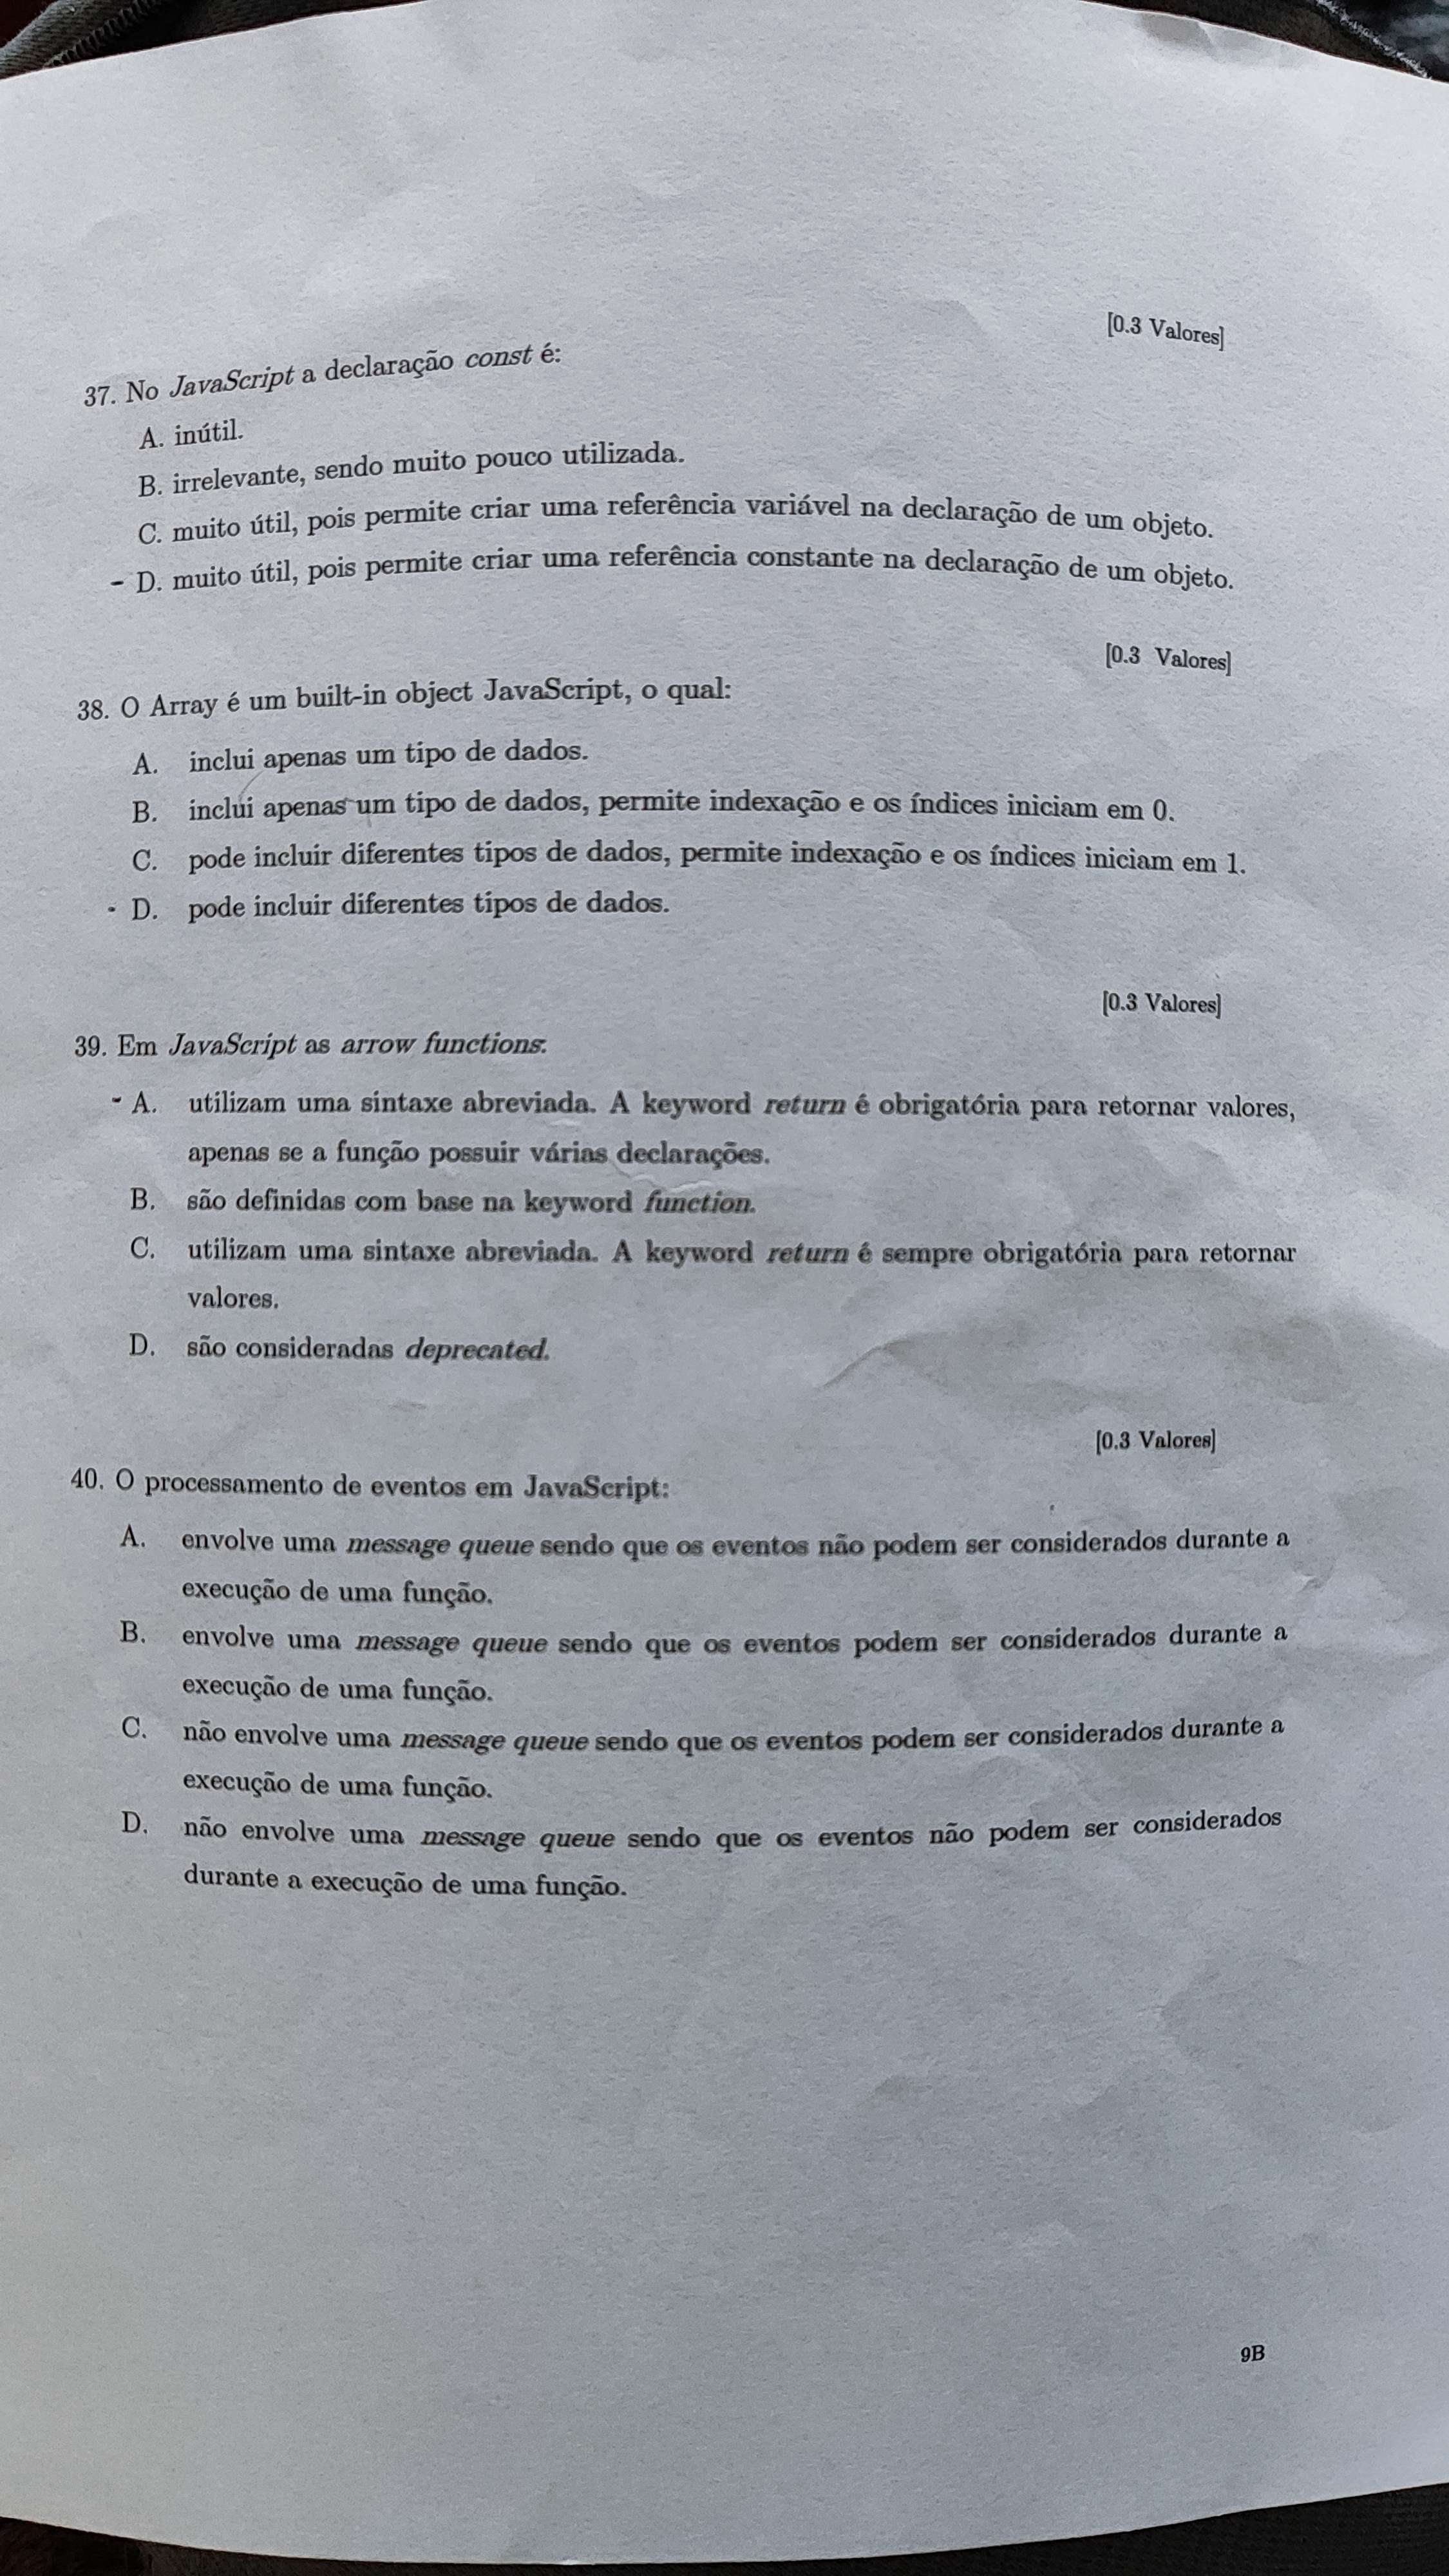 [0.3 Valores]
37. No JavaScript a declaração const é:
A. inútil.
B. irrelevante, sendo muito pouco utilizada.
C. muito útil, pois permite criar uma referência variável na declaração de um objeto.
- D. muito útil, pois permite criar uma referência constante na declaração de um objeto.
[0.3 Valores]
38. O Array é um built-in object JavaScript, o qual:
A. inclui apenas um tipo de dados.
B. inclui apenas um tipo de dados, permite indexação e os índices iniciam em 0.
C. pode incluir diferentes tipos de dados, permite indexação e os índices iniciam em 1.
- D. pode incluir diferentes tipos de dados.
[0.3 Valores]
39. Em JavaScript as arrow functions:
- A. utilizam uma sintaxe abreviada. A keyword return é obrigatória para retornar valores,
apenas se a função possuir várias declarações.
B. são definidas com base na keyword function.
C. utilizam uma sintaxe abreviada. A keyword return é sempre obrigatória para retornar
valores.
D. são consideradas deprecated.
[0.3 Valores]
40. O processamento de eventos em JavaScript:
A. envolve uma message queue sendo que os eventos não podem ser considerados durante a
execução de uma função.
B. envolve uma message queue sendo que os eventos podem ser considerados durante a
execução de uma função.
C. não envolve uma message queue sendo que os eventos podem ser considerados durante a
execução de uma função.
D. não envolve uma message queue sendo que os eventos não podem ser considerados
durante a execução de uma função.
9B